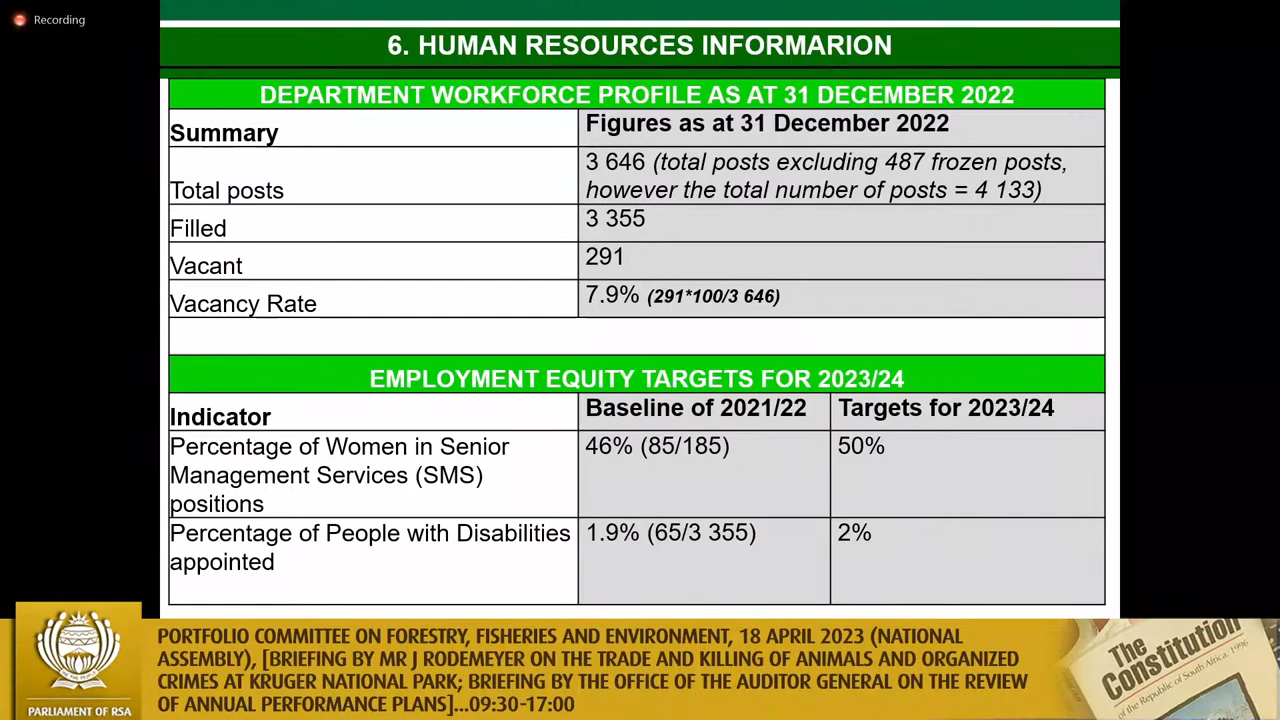 Recording
6. HUMAN RESOURCES INFORMARION
DEPARTMENT WORKFORCE PROFILE AS AT 31 DECEMBER 2022
Summary
Figures as at 31 December 2022
Total posts
3 646 (total posts excluding 487 frozen posts,
however the total number of posts = 4 133)
Filled
3 355
Vacant
291
Vacancy Rate
7.9% (291*100/3 646)
EMPLOYMENT EQUITY TARGETS FOR 2023/24
Indicator
Baseline of 2021/22
Targets for 2023/24
Percentage of Women in Senior
Management Services (SMS)
positions
46% (85/185)
50%
Percentage of People with Disabilities
appointed
1.9% (65/3 355)
2%
PORTFOLIO COMMITTEE ON FORESTRY, FISHERIES AND ENVIRONMENT, 18 APRIL 2023 (NATIONAL
ASSEMBLY), [BRIEFING BY MR J RODEMEYER ON THE TRADE AND KILLING OF ANIMALS AND ORGANIZED
CRIMES AT KRUGER NATIONAL PARK; BRIEFING BY THE OFFICE OF THE AUDITOR GENERAL ON THE REVIEW
OF ANNUAL PERFORMANCE PLANS]...09:30-17:00
PARLIAMENT OF RSA
The
Constitution
of the Republic of South Africa, 1996